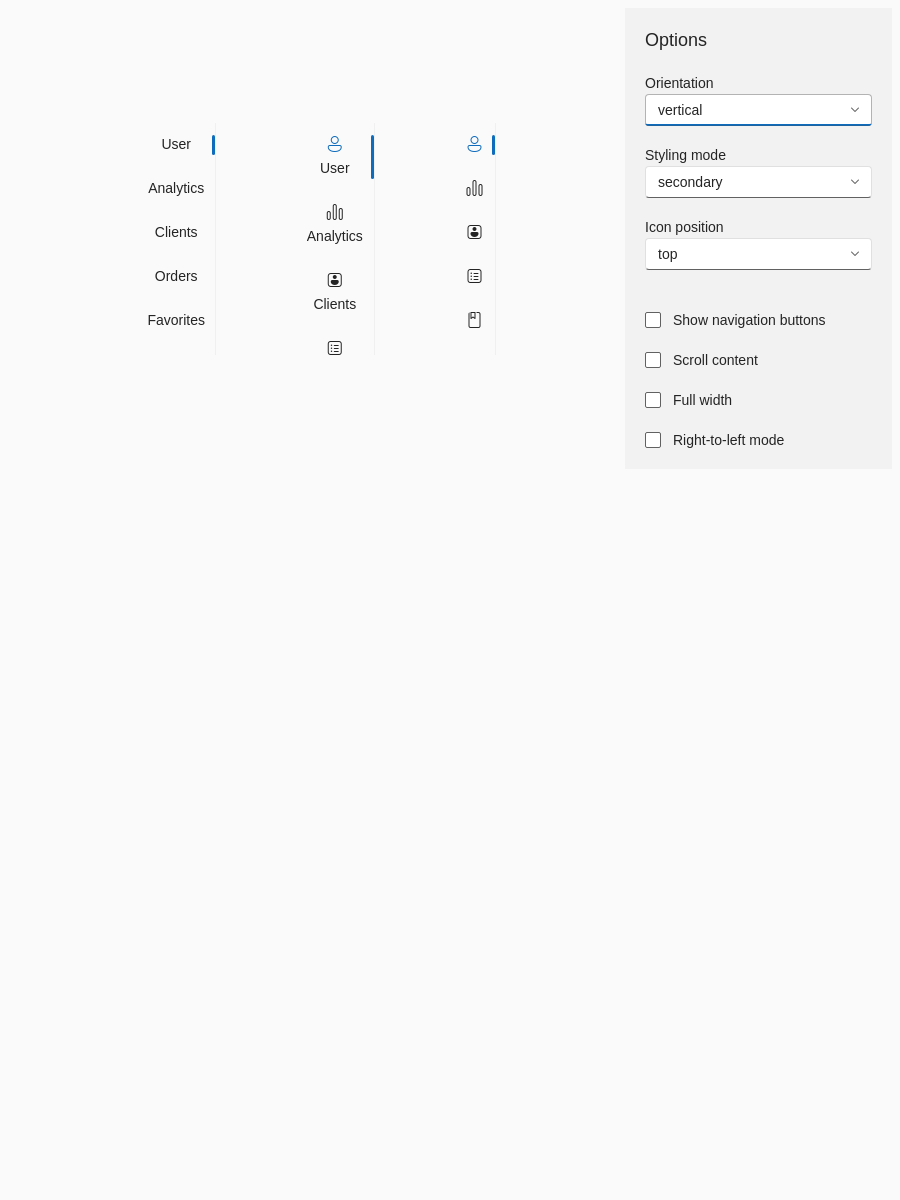 User
Analytics
Clients
Orders
Favorites
User
Analytics
Clients
Options
Orientation
vertical
Styling mode
secondary
Icon position
top
Show navigation buttons
Scroll content
Full width
Right-to-left mode